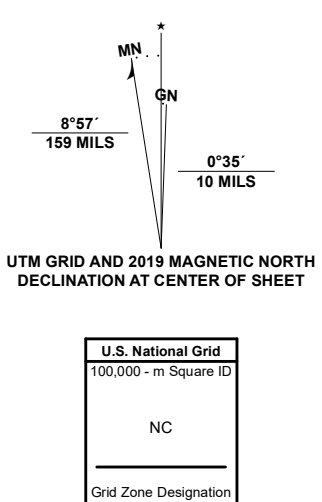 ★
MN
GN
8°57´
159 MILS
0°35´
10 MILS
UTM GRID AND 2019 MAGNETIC NORTH
DECLINATION AT CENTER OF SHEET
U.S. National Grid
100,000 - m Square ID
NC
Grid Zone Designation